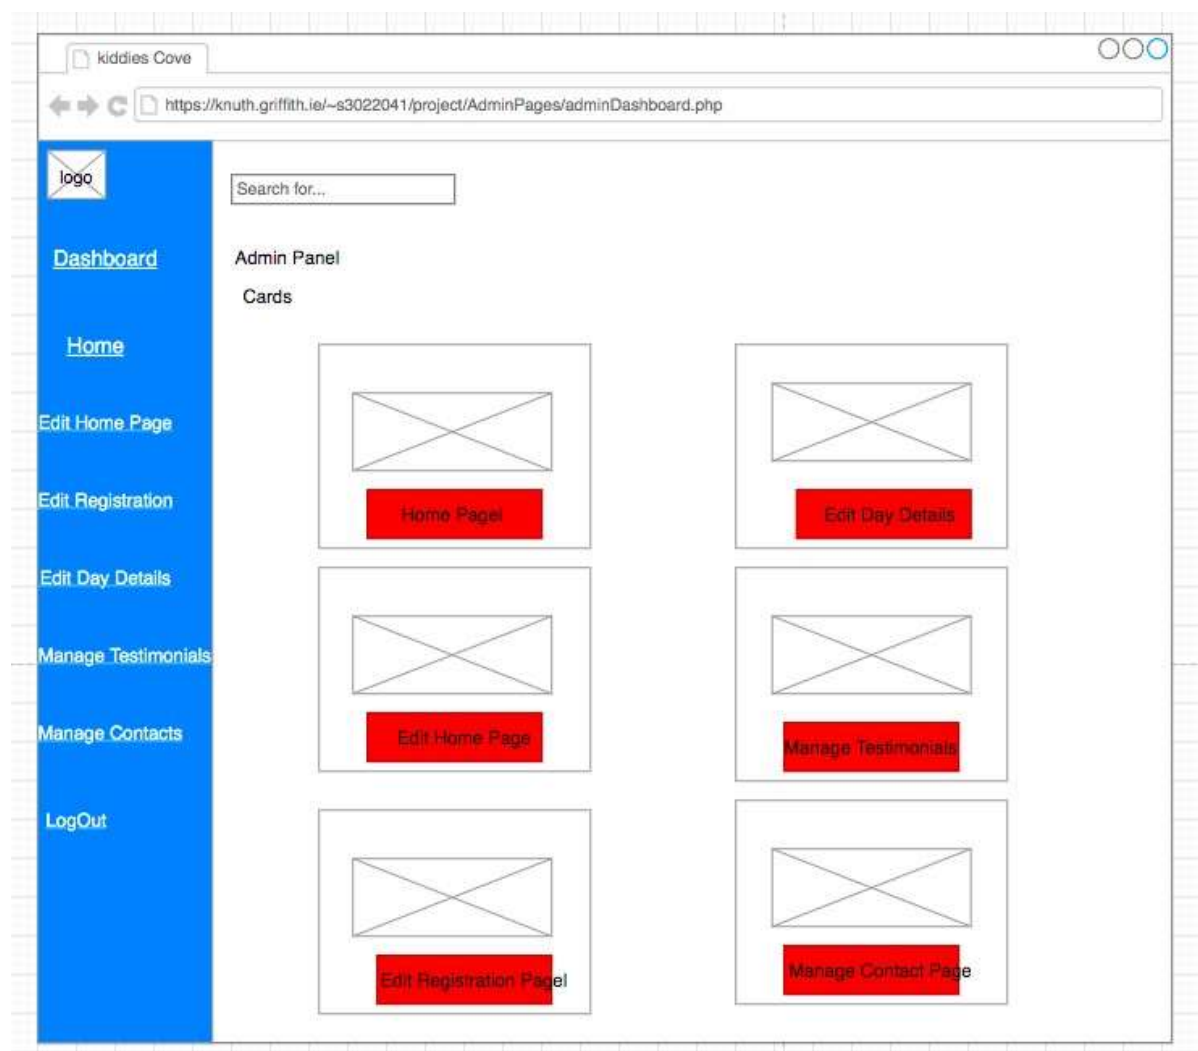 kiddies Cove
https://knuth.griffith.ie/~s3022041/project/AdminPages/adminDashboard.php
logo
Search for...
Dashboard
Admin Panel
Cards
Home
Edit Home Page
Edit Registration
Edit Day Details
Manage Testimonials
Manage Contacts
LogOut
Home Pagel
Edit Day Details
Edit Home Page
Manage Testimonials
Edit Registration Pagel
Manage Contact Page